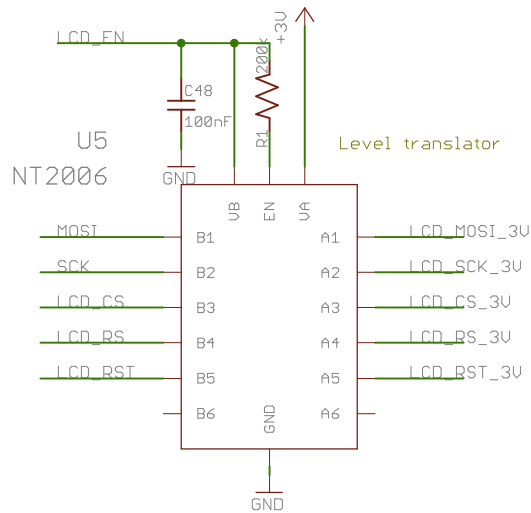 LCD_EN
+3V
200k
C48
100nF
R1
U5
NT2006
GND
Level translator
VB
EN
VA
MOSI
B1
A1
LCD_MOSI_3V
SCK
B2
A2
LCD_SCK_3V
LCD_CS
B3
A3
LCD_CS_3V
LCD_RS
B4
A4
LCD_RS_3V
LCD_RST
B5
A5
LCD_RST_3V
B6
A6
GND
GND